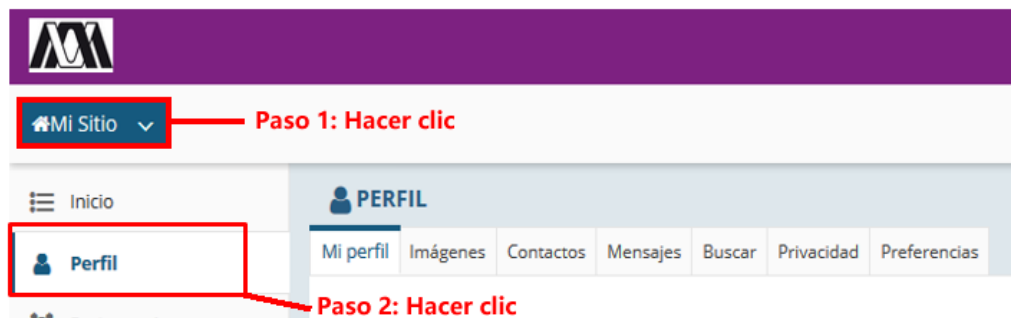 Mi Sitio
Paso 1: Hacer clic
Inicio
PERFIL
Perfil
Mi perfil Imágenes Contactos Mensajes Buscar Privacidad Preferencias
Paso 2: Hacer clic